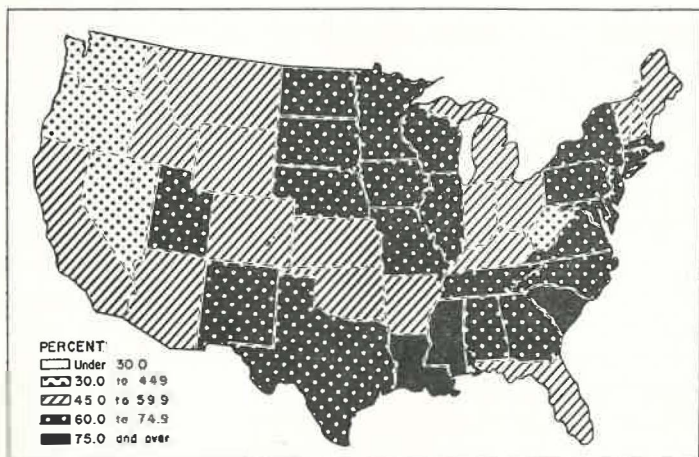 PERCENT
Under 30.0
30.0 to 44.9
45.0 to 59.9
60.0 to 74.9
75.0 and over